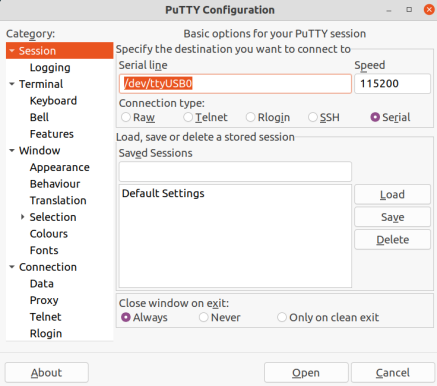 PuTTY Configuration
Category:
Session
Logging
Terminal
Keyboard
Bell
Features
Window
Appearance
Behaviour
Translation
Selection
Colours
Fonts
Connection
Data
Proxy
Telnet
Rlogin
Basic options for your PuTTY session
Specify the destination you want to connect to
Serial line Speed
/dev/ttyUSB0 115200
Connection type:
Raw Telnet Rlogin SSH Serial
Load, save or delete a stored session
Saved Sessions
Default Settings
Load
Save
Delete
Close window on exit:
Always Never Only on clean exit
About Open Cancel